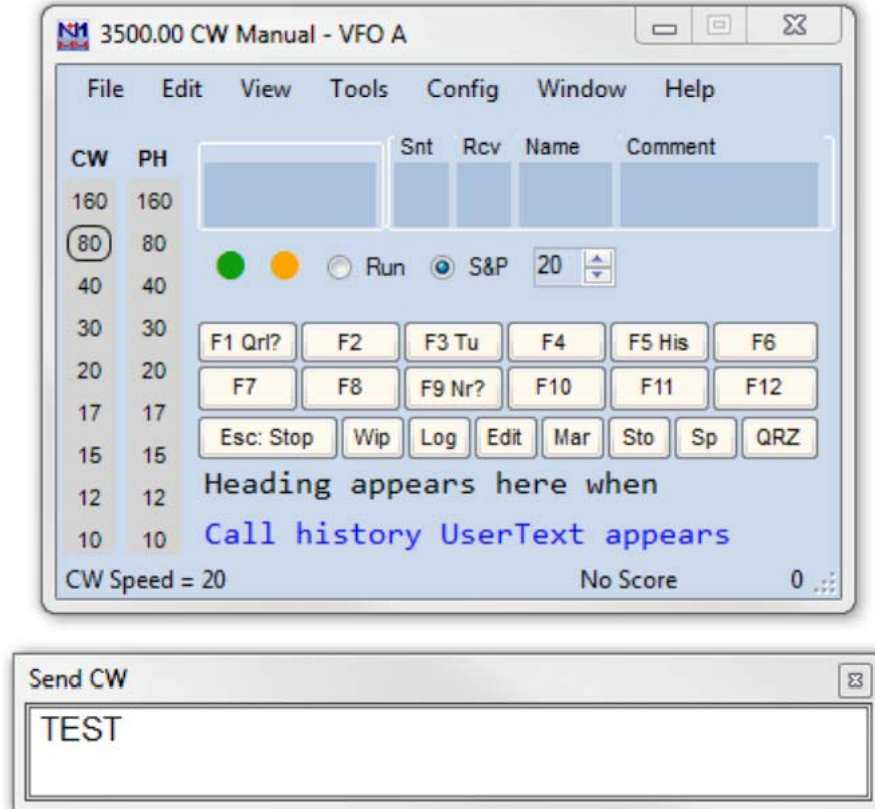 3500.00 CW Manual - VFO A
File Edit View Tools Config Window Help
CW PH
Snt Rcv Name Comment
160 160
80 80
40 40
30 30
20 20
17 17
15 15
12 12
10 10
Run S&P 20
F1 Qrl? F2 F3 Tu F4 F5 His F6
F7 F8 F9 Nr? F10 F11 F12
Esc: Stop Wip Log Edit Mar Sto Sp QRZ
Heading appears here when
Call history UserText appears
CW Speed = 20 No Score 0
Send CW
TEST